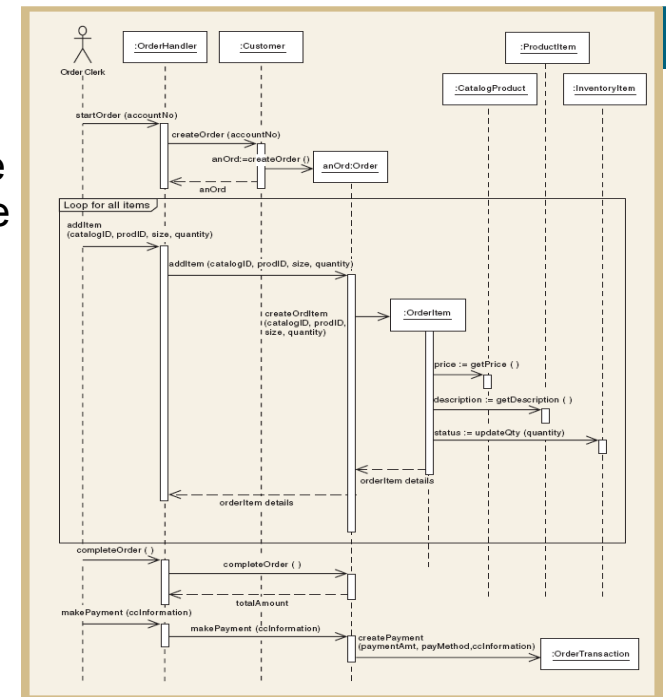 :OrderHandler
:Customer
:ProductItem
Order Clerk
:CatalogProduct
:InventoryItem
startOrder (accountNo)
createOrder (accountNo)
anOrd:=createOrder ()
anOrd:Order
anOrd
e
e
Loop for all items
addItem
(catalogID, prodID, size, quantity)
addItem (catalogID, prodID, size, quantity)
createOrdItem
(catalogID, prodID,
size, quantity)
:OrderItem
price := getPrice ( )
description := getDescription ( )
status := updateQty (quantity)
orderItem details
orderItem details
completeOrder ( )
completeOrder ( )
totalAmount
makePayment (ccInformation)
makePayment (ccInformation)
createPayment
(paymentAmt, payMethod,ccInformation)
:OrderTransaction